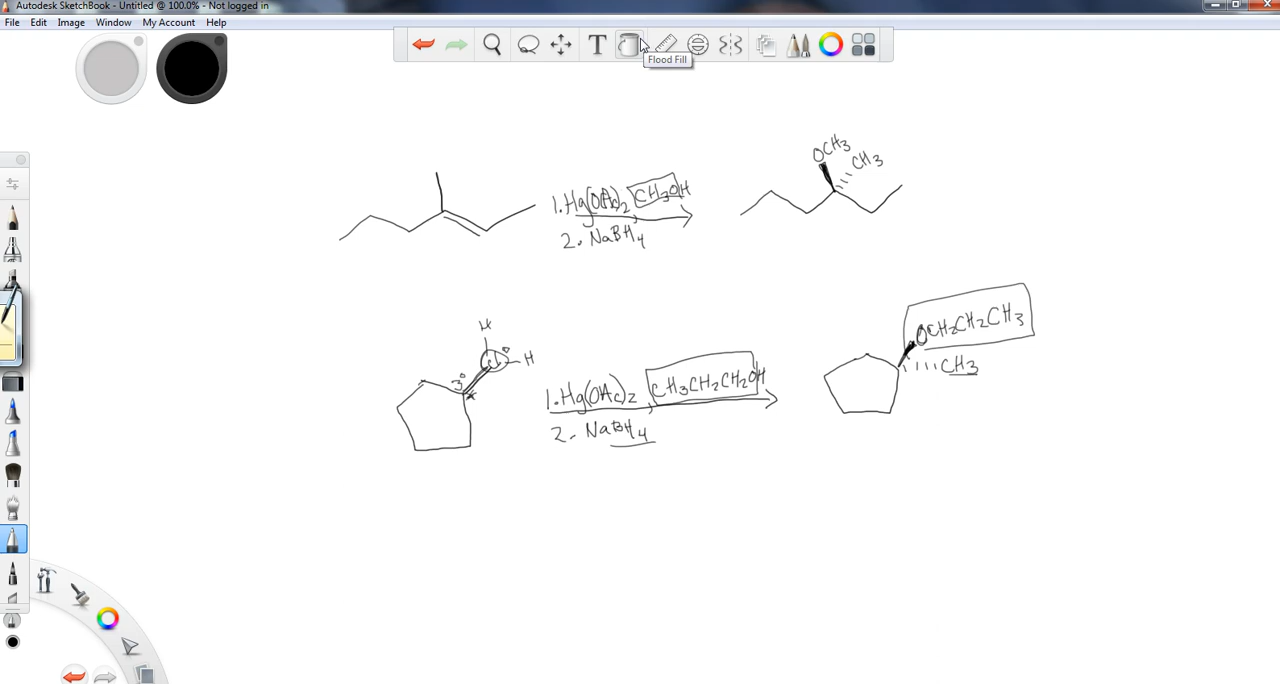 Autodesk SketchBook - Untitled @ 100.0% - Not logged in
File Edit Image Window My Account Help
T
Flood Fill
OCH3
CH3
1. Hg(OAc)2, CH3OH
2. NaBH4
H
H
3°
C
1°
1. Hg(OAc)2, CH3CH2CH2OH
2. NaBH4
OCH2CH2CH3
CH3